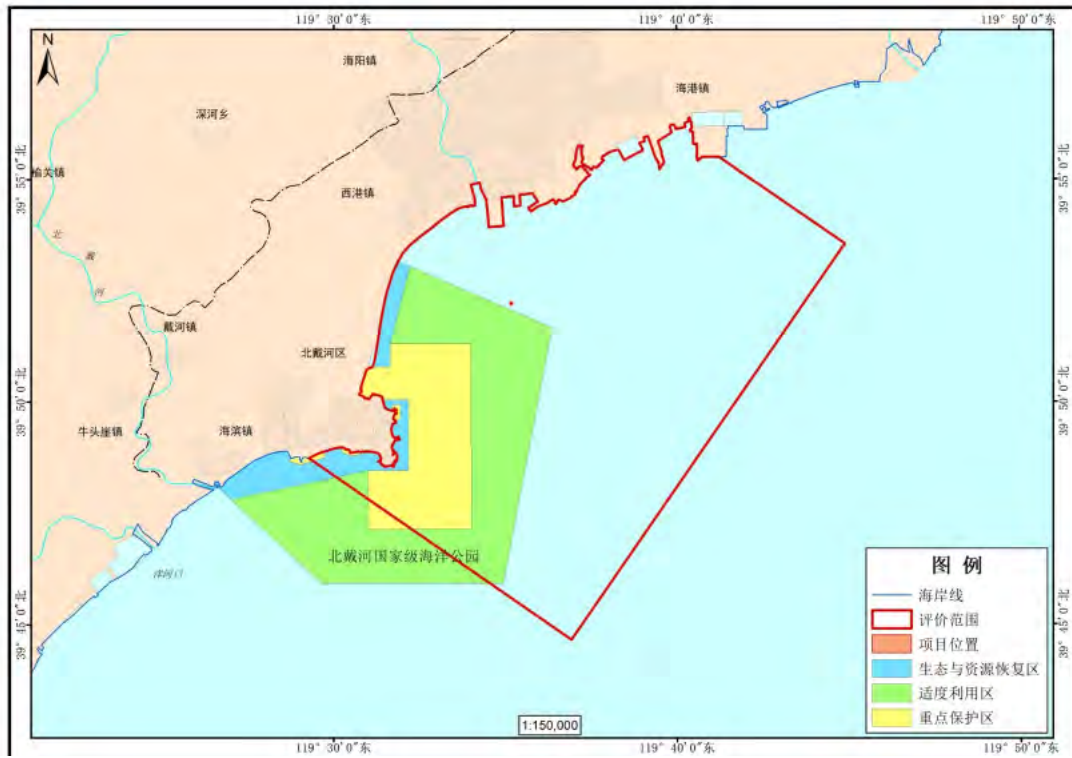 119° 30′0″东
119° 40′0″东
119° 50′0″东
N
海阳镇
海港镇
深河乡
39° 55′0″北
39° 55′0″北
榆关镇
西港镇
北
戴
河
戴河镇
北戴河区
39° 50′0″北
39° 50′0″北
牛头崖镇
海滨镇
北戴河国家级海洋公园
洋河口
39° 45′0″北
39° 45′0″北
图 例
海岸线
评价范围
项目位置
生态与资源恢复区
适度利用区
重点保护区
1:150,000
119° 30′0″东
119° 40′0″东
119° 50′0″东